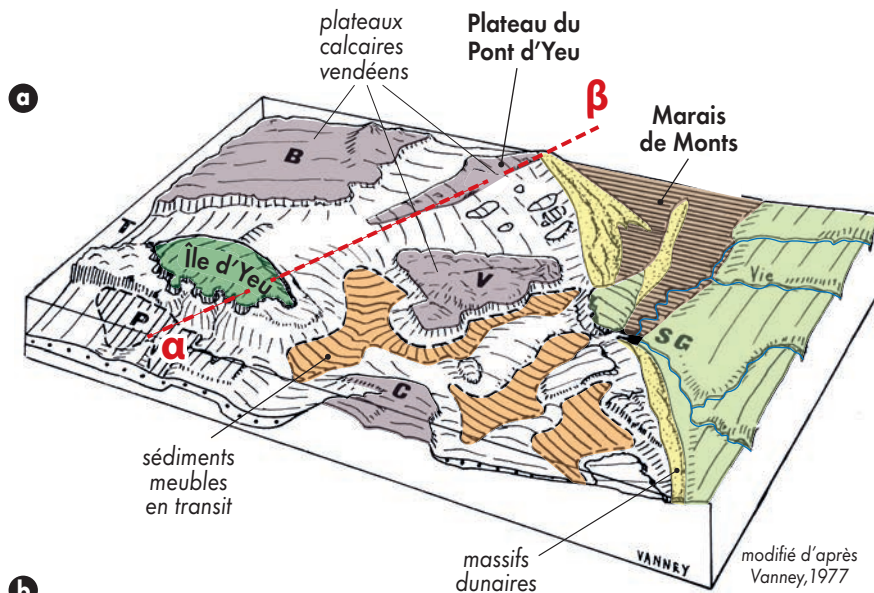 a
plateaux
calcaires
vendéens
Plateau du
Pont d'Yeu
β
Marais
de Monts
B
T
Île d'Yeu
V
Vie
P
α
SG
C
sédiments
meubles
en transit
massifs
dunaires
VANNEY
modifié d'après
Vanney,1977
b